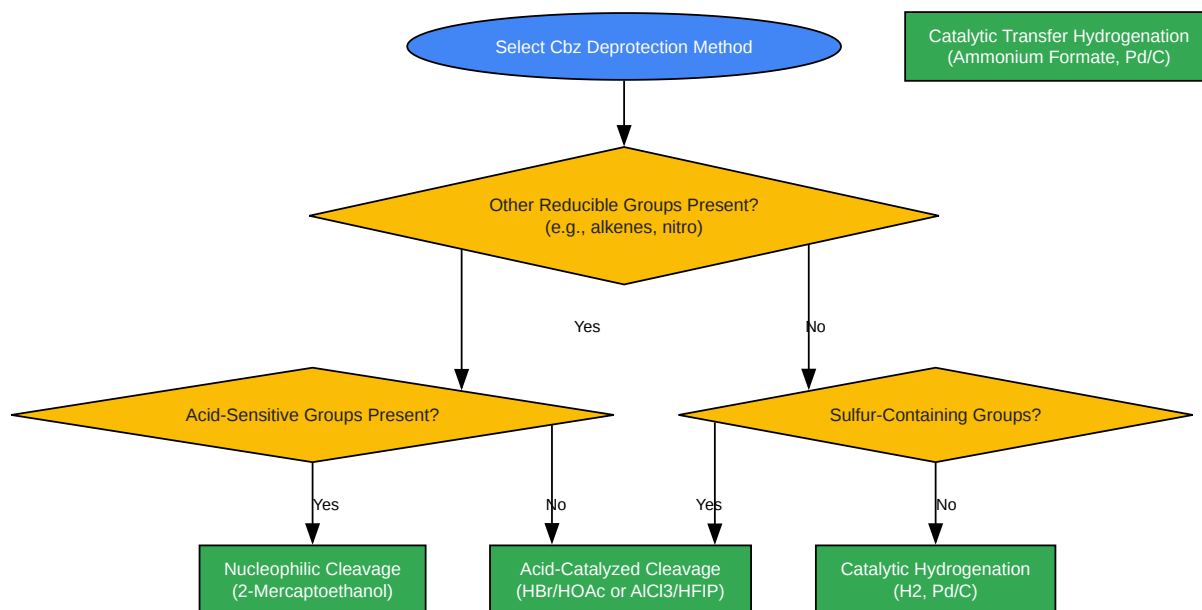 Select Cbz Deprotection Method
Catalytic Transfer Hydrogenation
(Ammonium Formate, Pd/C)
Other Reducible Groups Present?
(e.g., alkenes, nitro)
Yes
No
Acid-Sensitive Groups Present?
Sulfur-Containing Groups?
Yes
No
Yes
No
Nucleophilic Cleavage
(2-Mercaptoethanol)
Acid-Catalyzed Cleavage
(HBr/HOAc or AlCl3/HFIP)
Catalytic Hydrogenation
(H2, Pd/C)